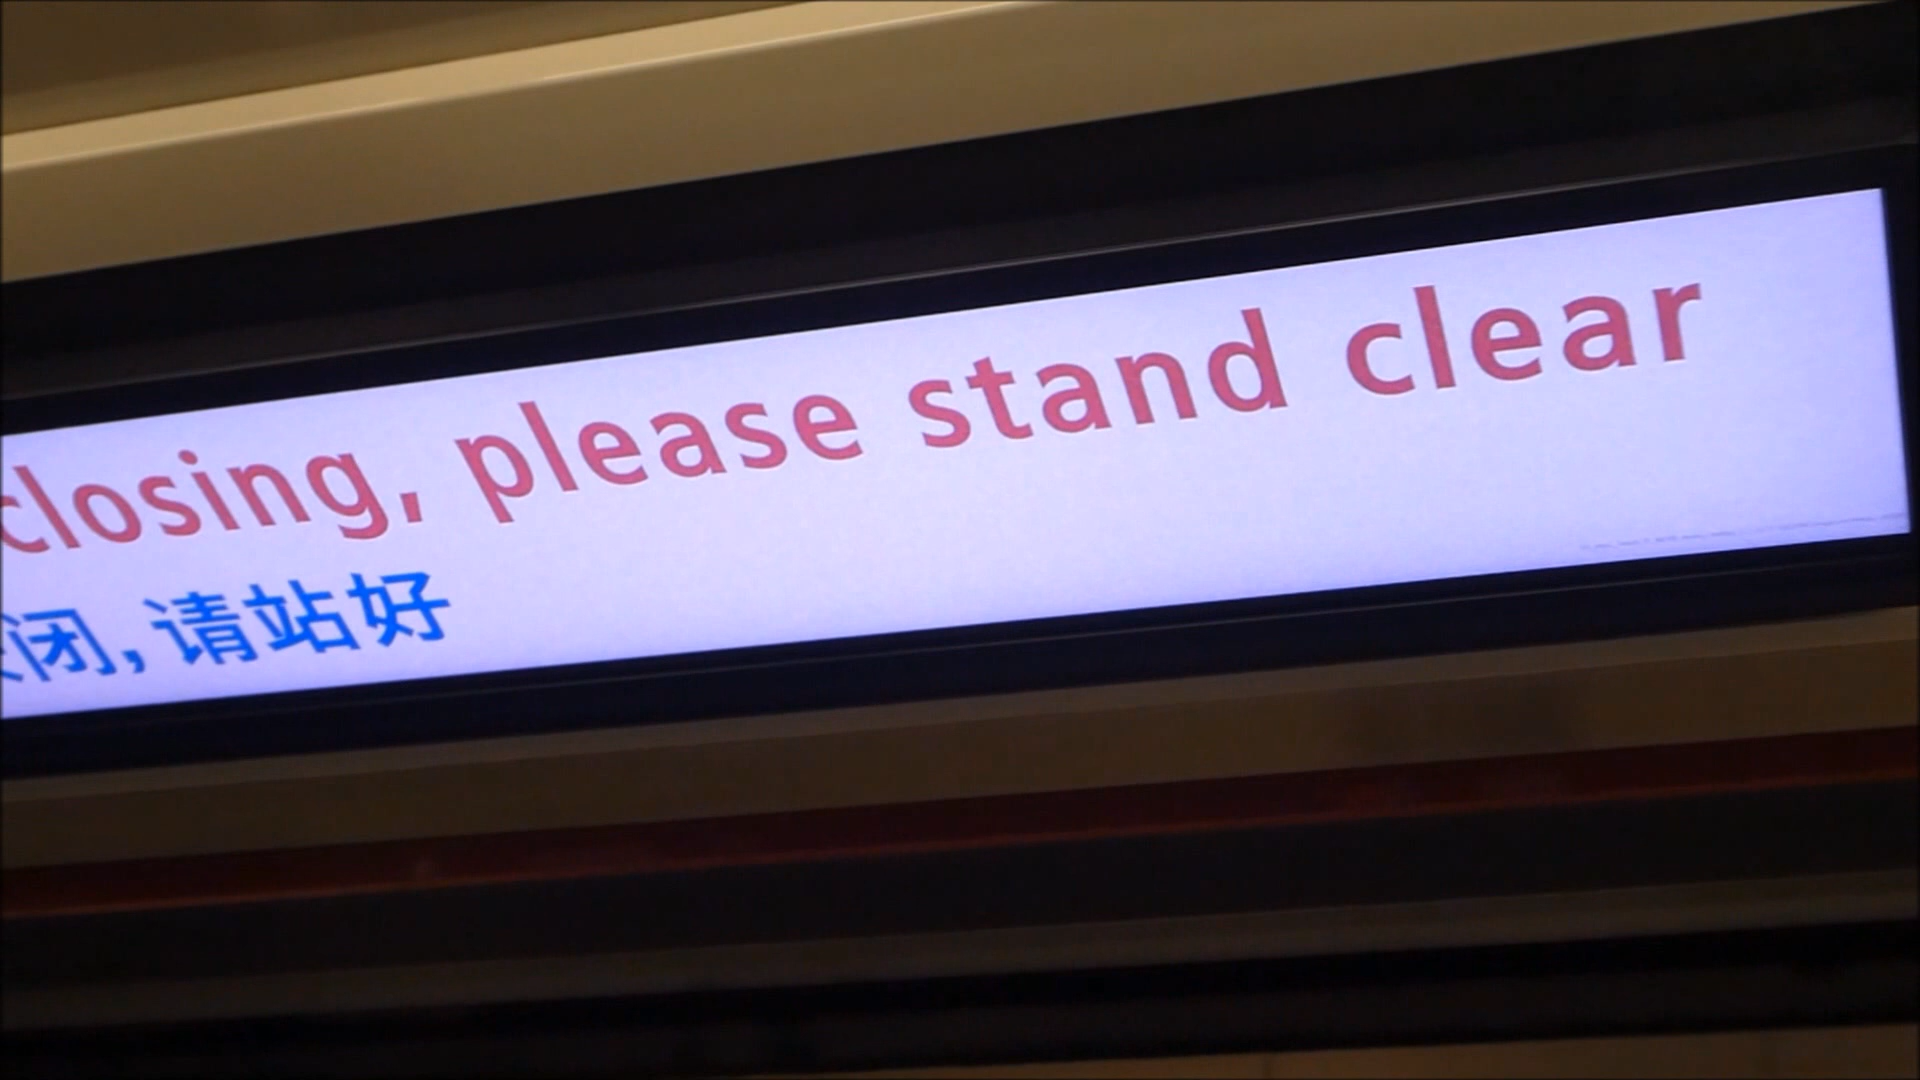 closing, please stand clear
闭,请站好